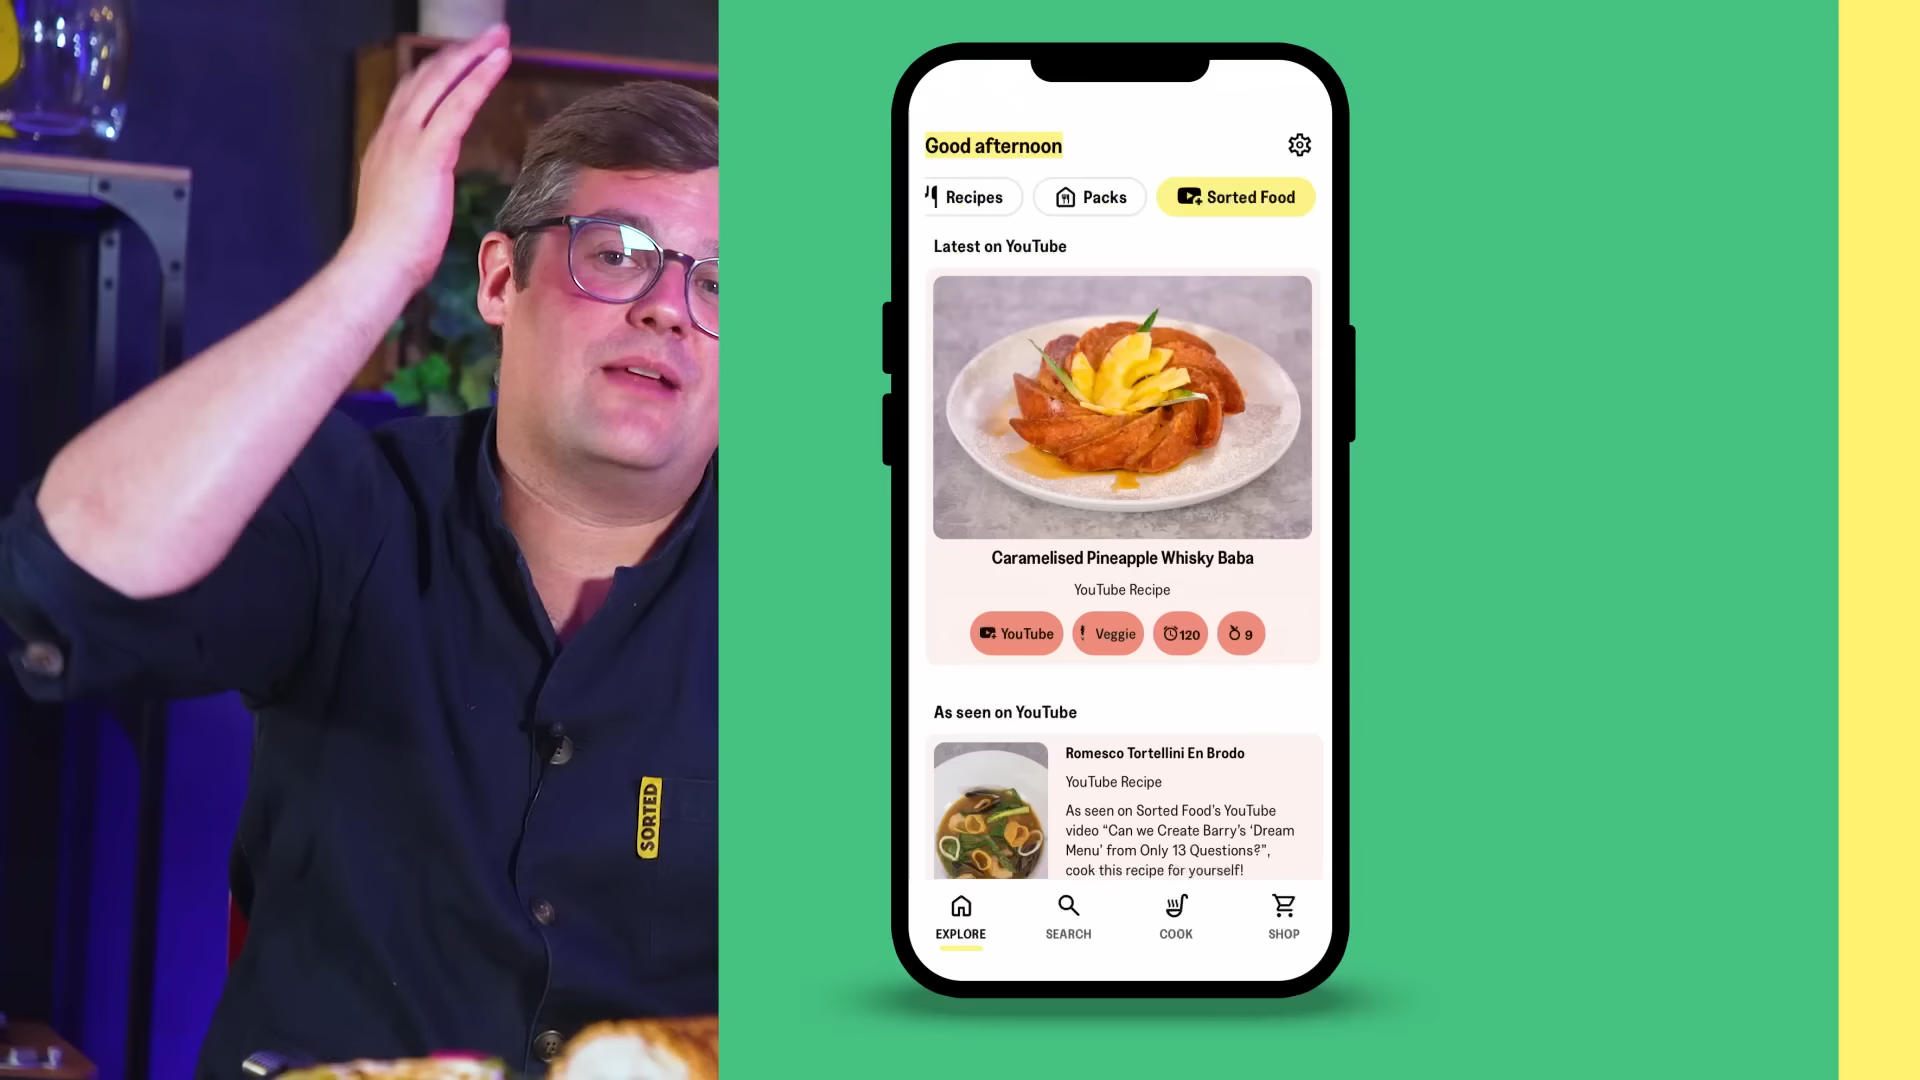 SORTED
Good afternoon
Recipes
Packs
Sorted Food
Latest on YouTube
Caramelised Pineapple Whisky Baba
YouTube Recipe
YouTube
Veggie
120
9
As seen on YouTube
Romesco Tortellini En Brodo
YouTube Recipe
As seen on Sorted Food's YouTube
video “Can we Create Barry's ‘Dream
Menu’ from Only 13 Questions?”,
cook this recipe for yourself!
EXPLORE
SEARCH
COOK
SHOP